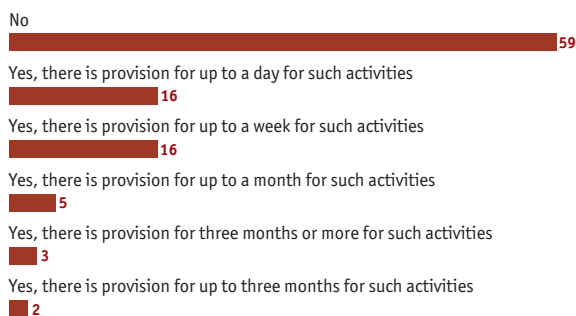 No
59
Yes, there is provision for up to a day for such activities
16
Yes, there is provision for up to a week for such activities
16
Yes, there is provision for up to a month for such activities
5
Yes, there is provision for three months or more for such activities
3
Yes, there is provision for up to three months for such activities
2